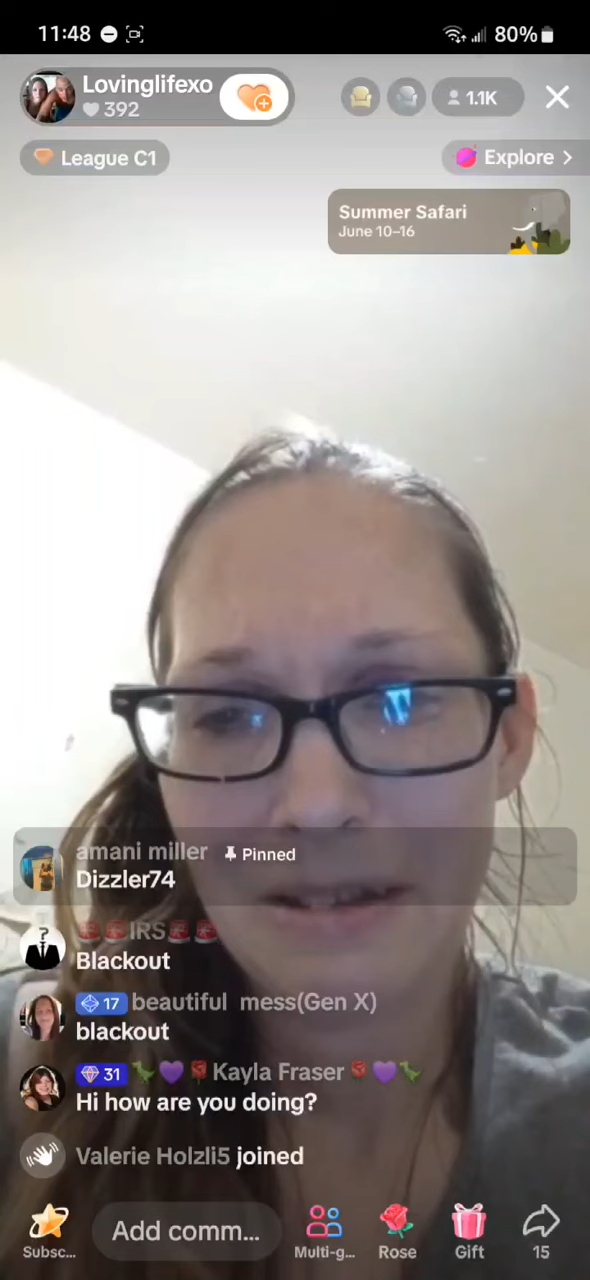 11:48
80%
Lovinglifexo
392
1.1K
League C1
Explore >
Summer Safari
June 10–16
amani miller Pinned
Dizzler74
🚨🚨IRS🚨🚨
Blackout
17 beautiful mess(Gen X)
blackout
31 🦖💜🌹Kayla Fraser🌹💜🦖
Hi how are you doing?
Valerie Holzli5 joined
Add comm...
Subsc...
Multi-g...
Rose
Gift
15